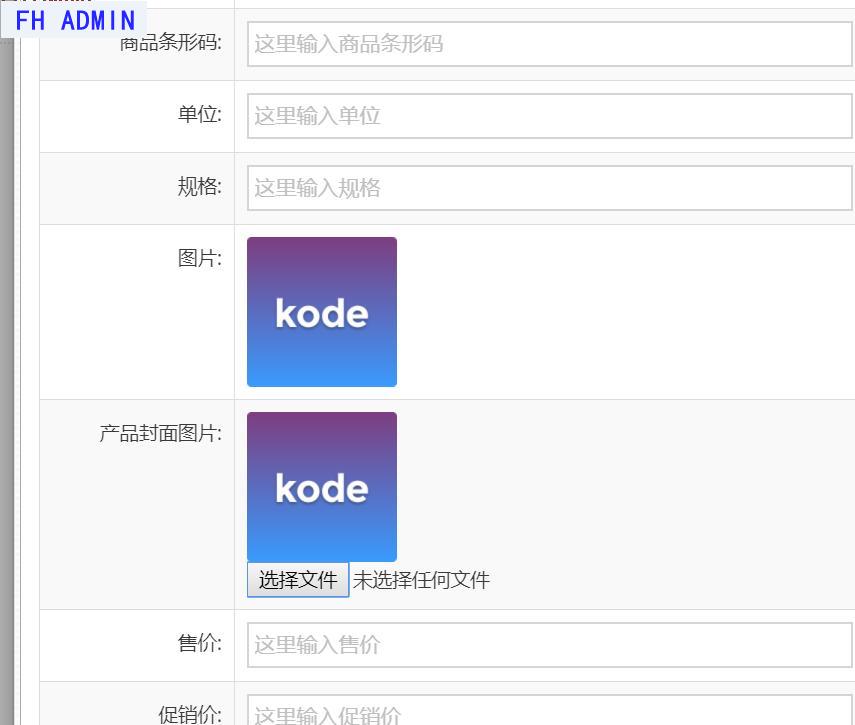 FH ADMIN
商品条形码:
这里输入商品条形码
单位:
这里输入单位
规格:
这里输入规格
图片:
kode
产品封面图片:
kode
选择文件 未选择任何文件
售价:
这里输入售价
促销价:
这里输入促销价